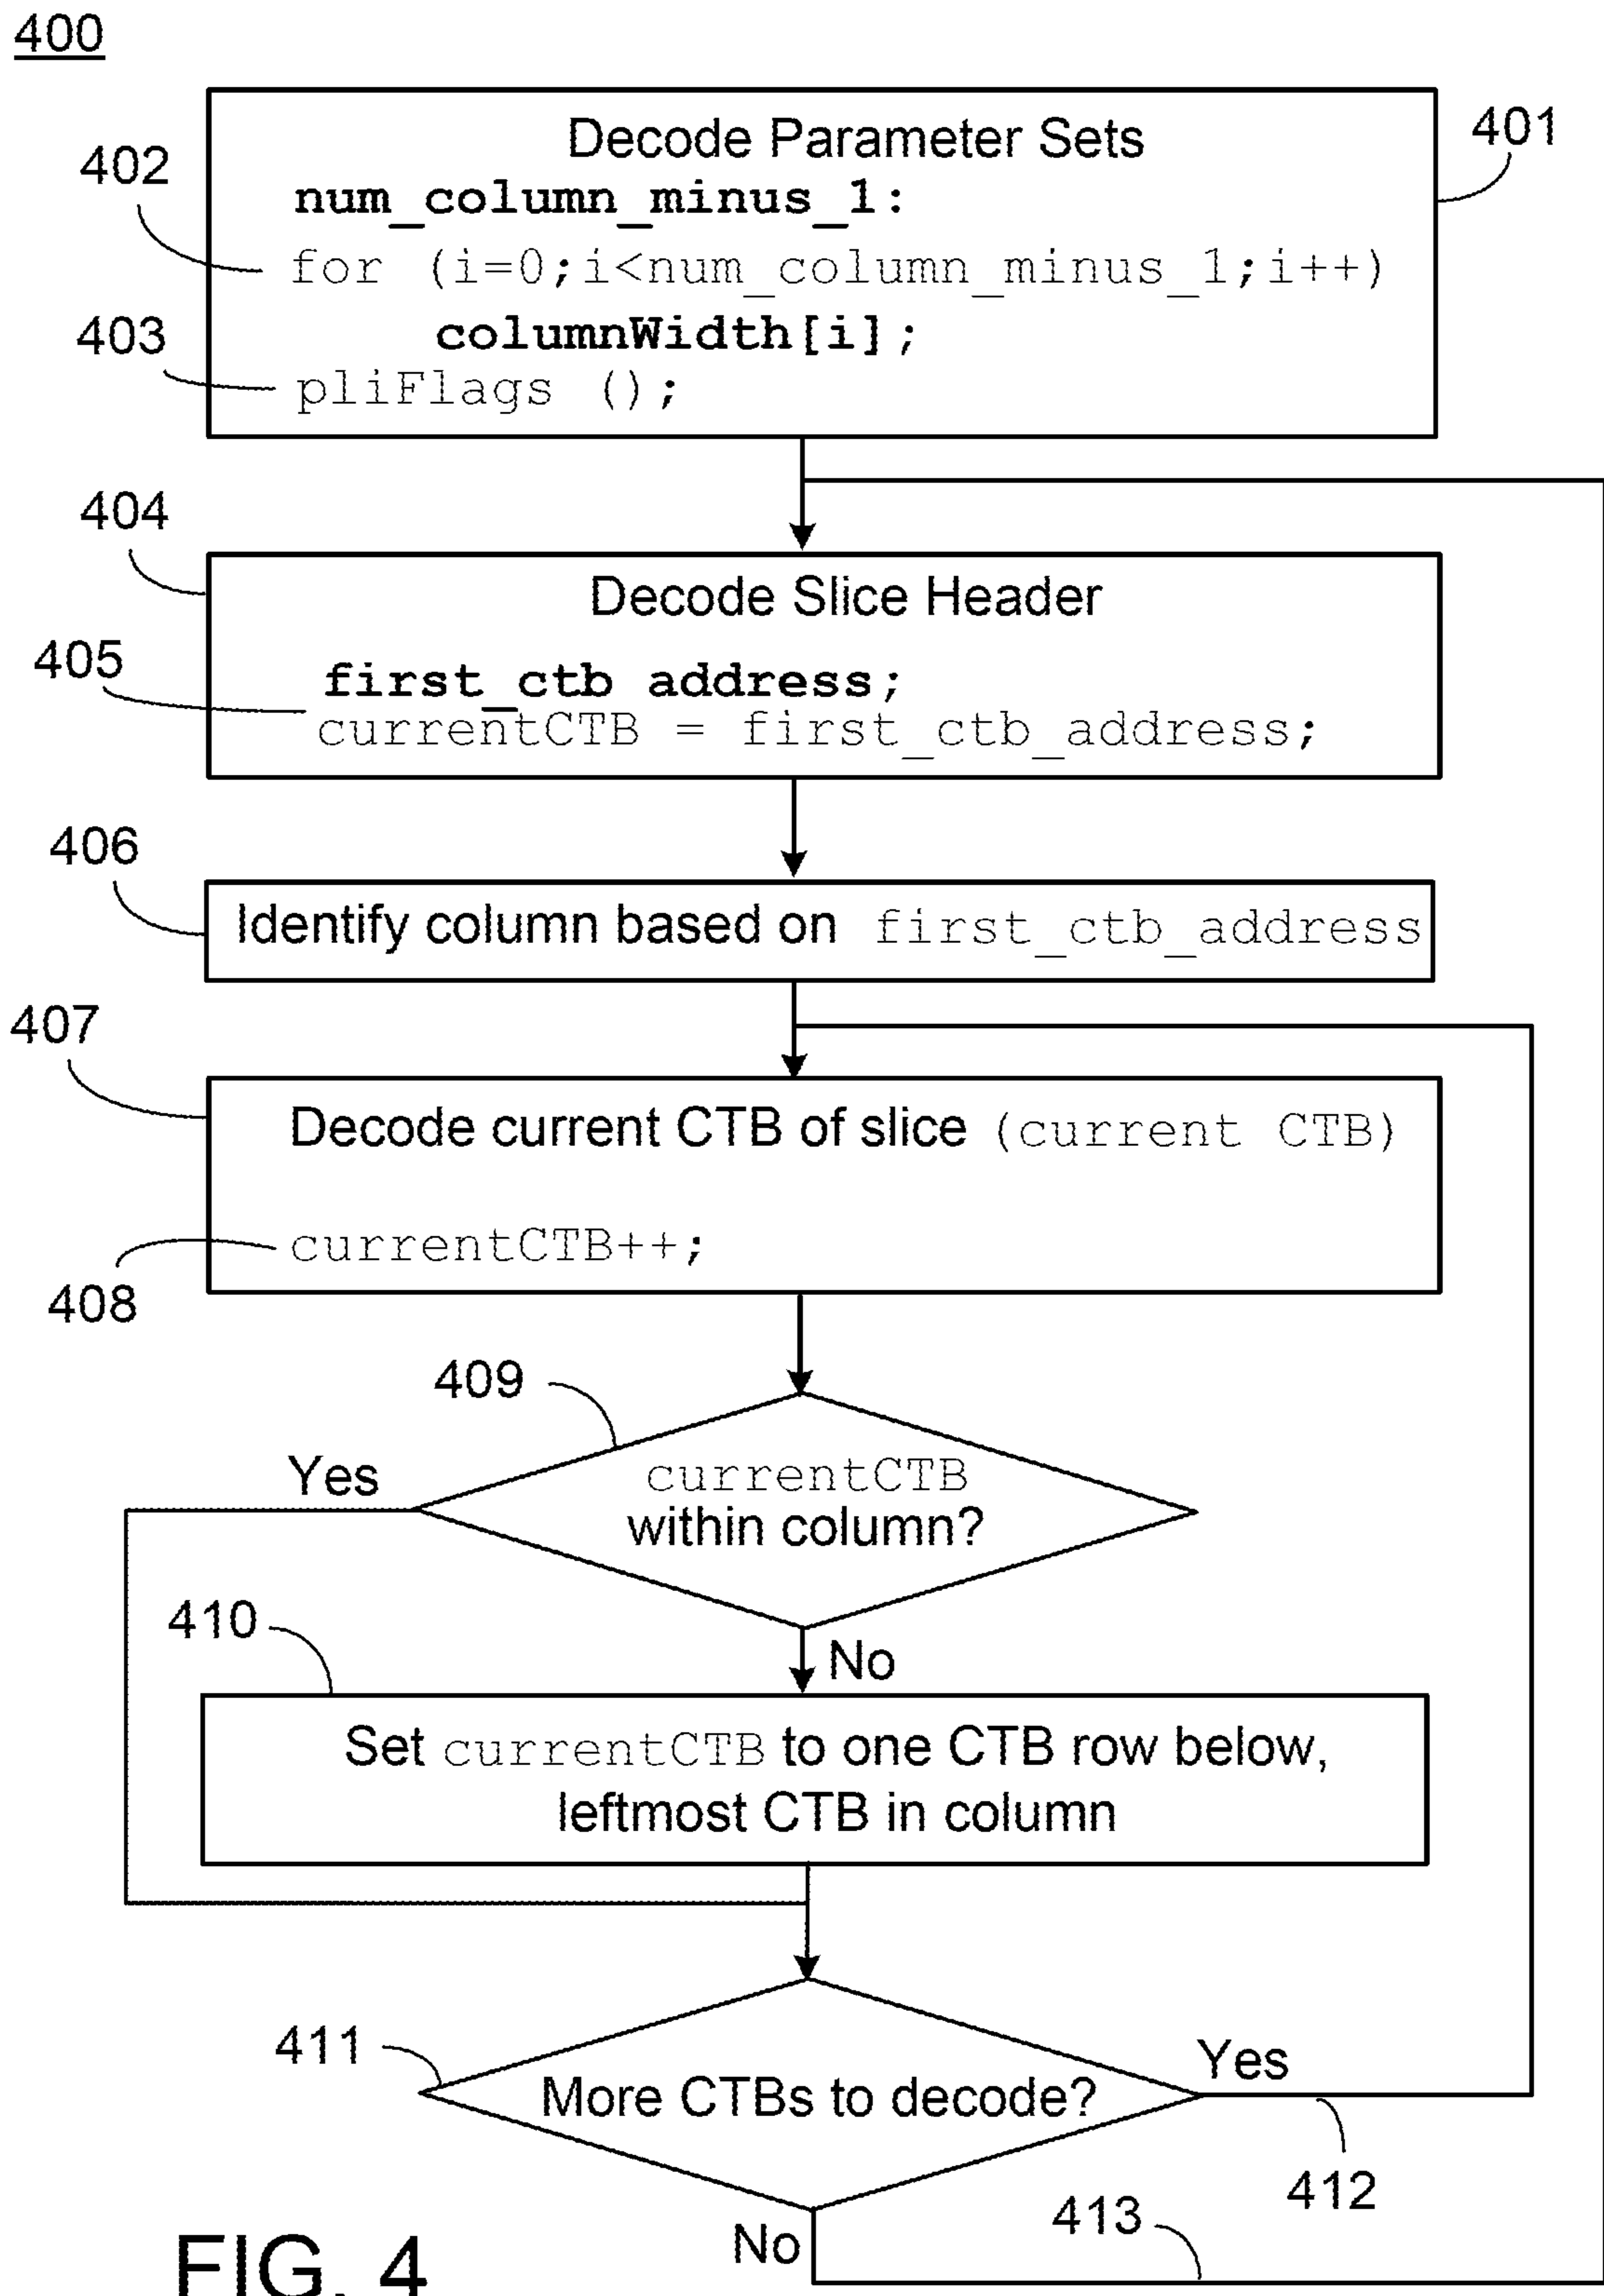 400
Decode Parameter Sets
401
402
num_column_minus_1:
for (i=0;i<num_column_minus_1;i++)
403
columnWidth[i];
pliFlags ();
404
Decode Slice Header
405
first_ctb address;
currentCTB = first_ctb_address;
406
Identify column based on first_ctb_address
407
Decode current CTB of slice (current CTB)
currentCTB++;
408
409
Yes
currentCTB
within column?
410
No
Set currentCTB to one CTB row below,
leftmost CTB in column
411
Yes
More CTBs to decode?
412
413
No
FIG. 4